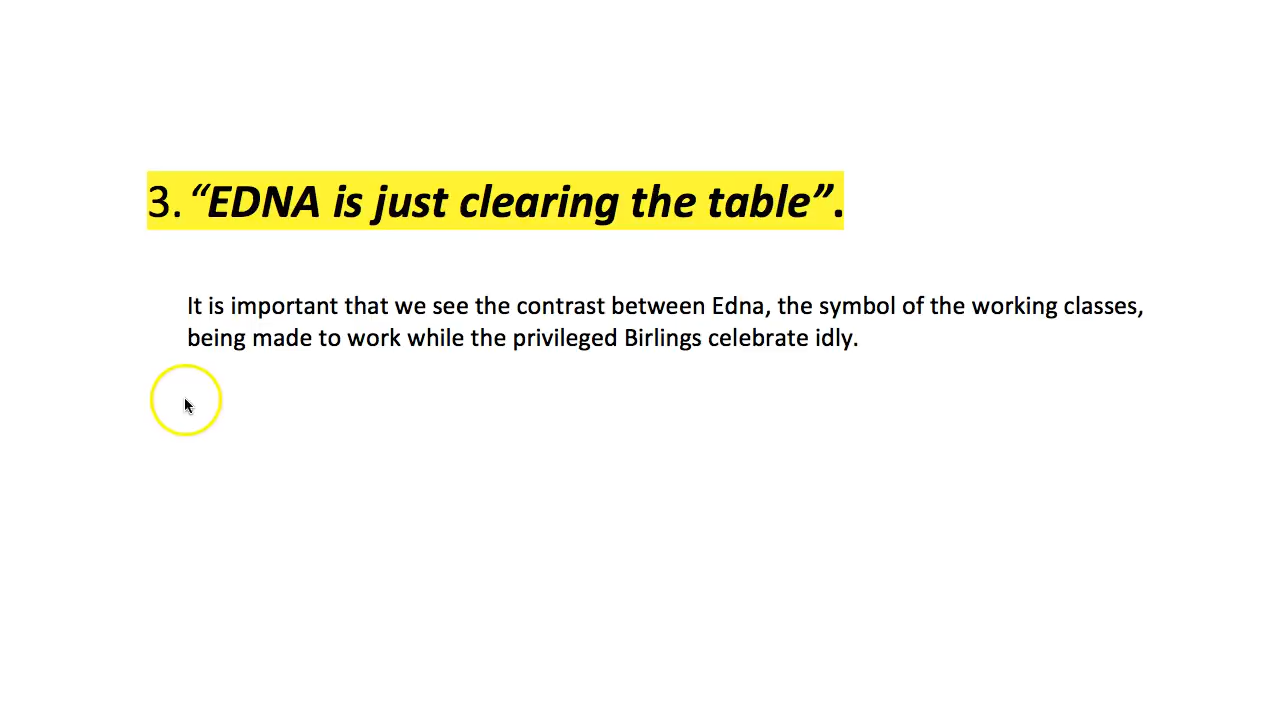 3. “EDNA is just clearing the table”.
It is important that we see the contrast between Edna, the symbol of the working classes,
being made to work while the privileged Birlings celebrate idly.